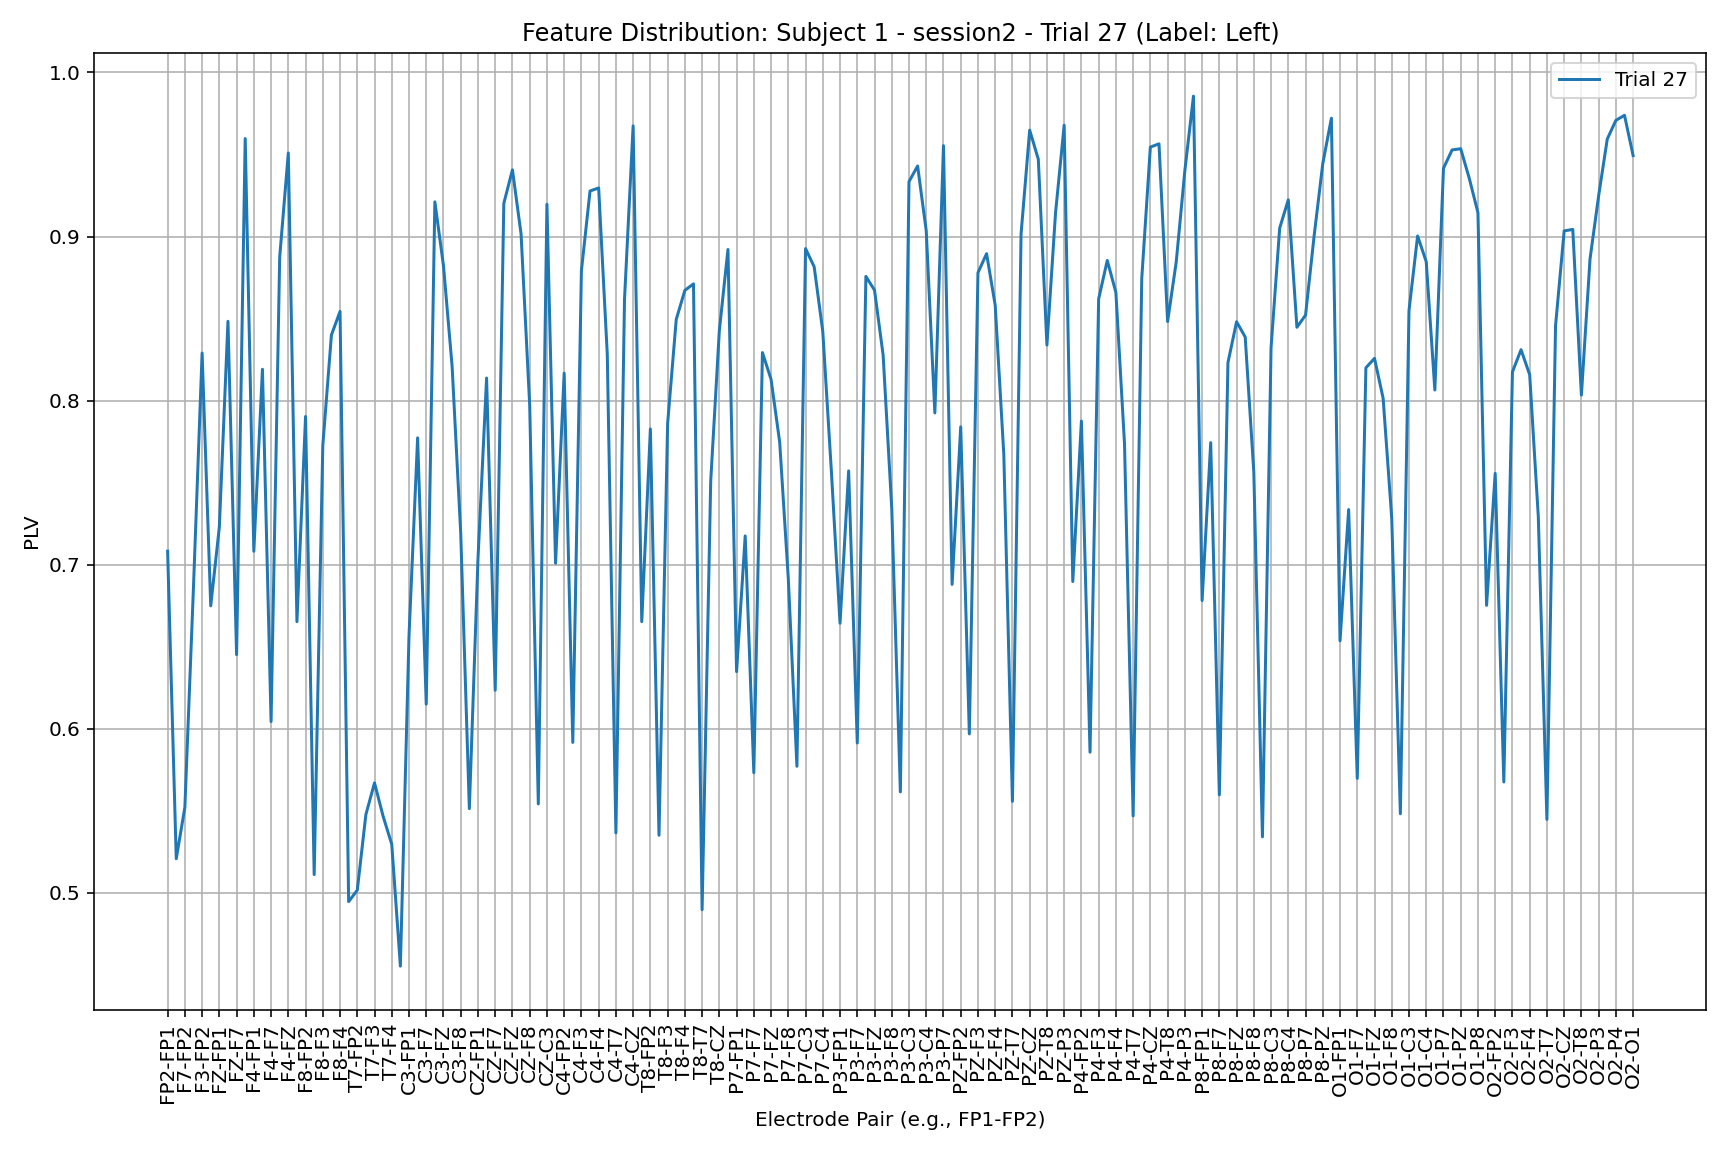 Feature Distribution: Subject 1 - session2 - Trial 27 (Label: Left)
Trial 27
1.0
0.9
0.8
0.7
0.6
0.5
PLV
FP2-FP1
F7-FP2
F3-FP2
FZ-FP1
FZ-F7
F4-FP1
F4-F7
F4-FZ
F8-FP2
F8-F3
F8-F4
T7-FP2
T7-F3
T7-F4
C3-FP1
C3-F7
C3-FZ
C3-F8
CZ-FP1
CZ-F7
CZ-FZ
CZ-F8
CZ-C3
C4-FP2
C4-F3
C4-F4
C4-T7
C4-CZ
T8-FP2
T8-F3
T8-F4
T8-T7
T8-CZ
P7-FP1
P7-F7
P7-FZ
P7-F8
P7-C3
P7-C4
P3-FP1
P3-F7
P3-FZ
P3-F8
P3-C3
P3-C4
P3-P7
PZ-FP2
PZ-F3
PZ-F4
PZ-T7
PZ-CZ
PZ-T8
PZ-P3
P4-FP2
P4-F3
P4-F4
P4-T7
P4-CZ
P4-T8
P4-P3
P8-FP1
P8-F7
P8-FZ
P8-F8
P8-C3
P8-C4
P8-P7
P8-PZ
O1-FP1
O1-F7
O1-FZ
O1-F8
O1-C3
O1-C4
O1-P7
O1-PZ
O1-P8
O2-FP2
O2-F3
O2-F4
O2-T7
O2-CZ
O2-T8
O2-P3
O2-P4
O2-O1
Electrode Pair (e.g., FP1-FP2)